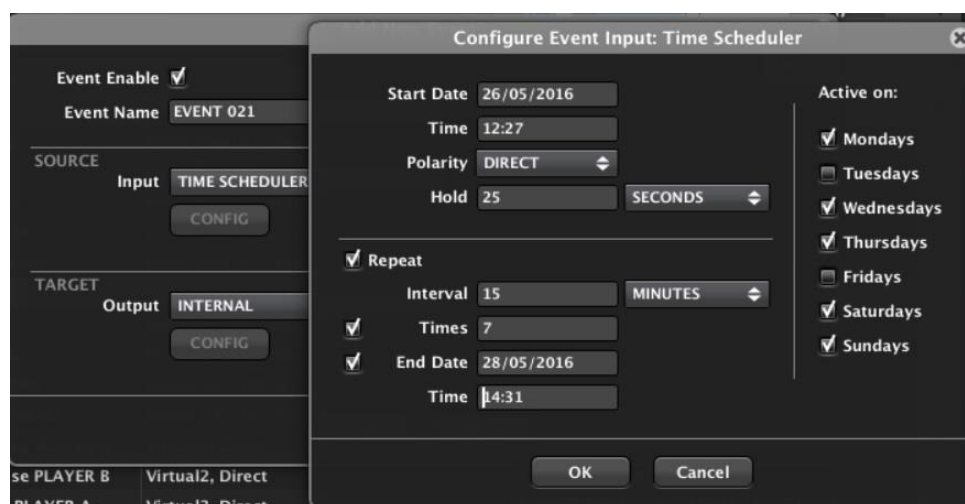 Configure Event Input: Time Scheduler
Event Enable
Event Name EVENT 021
SOURCE
Input TIME SCHEDULER
CONFIG
TARGET
Output INTERNAL
CONFIG
Start Date 26/05/2016
Time 12:27
Polarity DIRECT
Hold 25 SECONDS
Repeat
Interval 15 MINUTES
Times 7
End Date 28/05/2016
Time 14:31
Active on:
Mondays
Tuesdays
Wednesdays
Thursdays
Fridays
Saturdays
Sundays
OK Cancel
se PLAYER B Virtual2, Direct